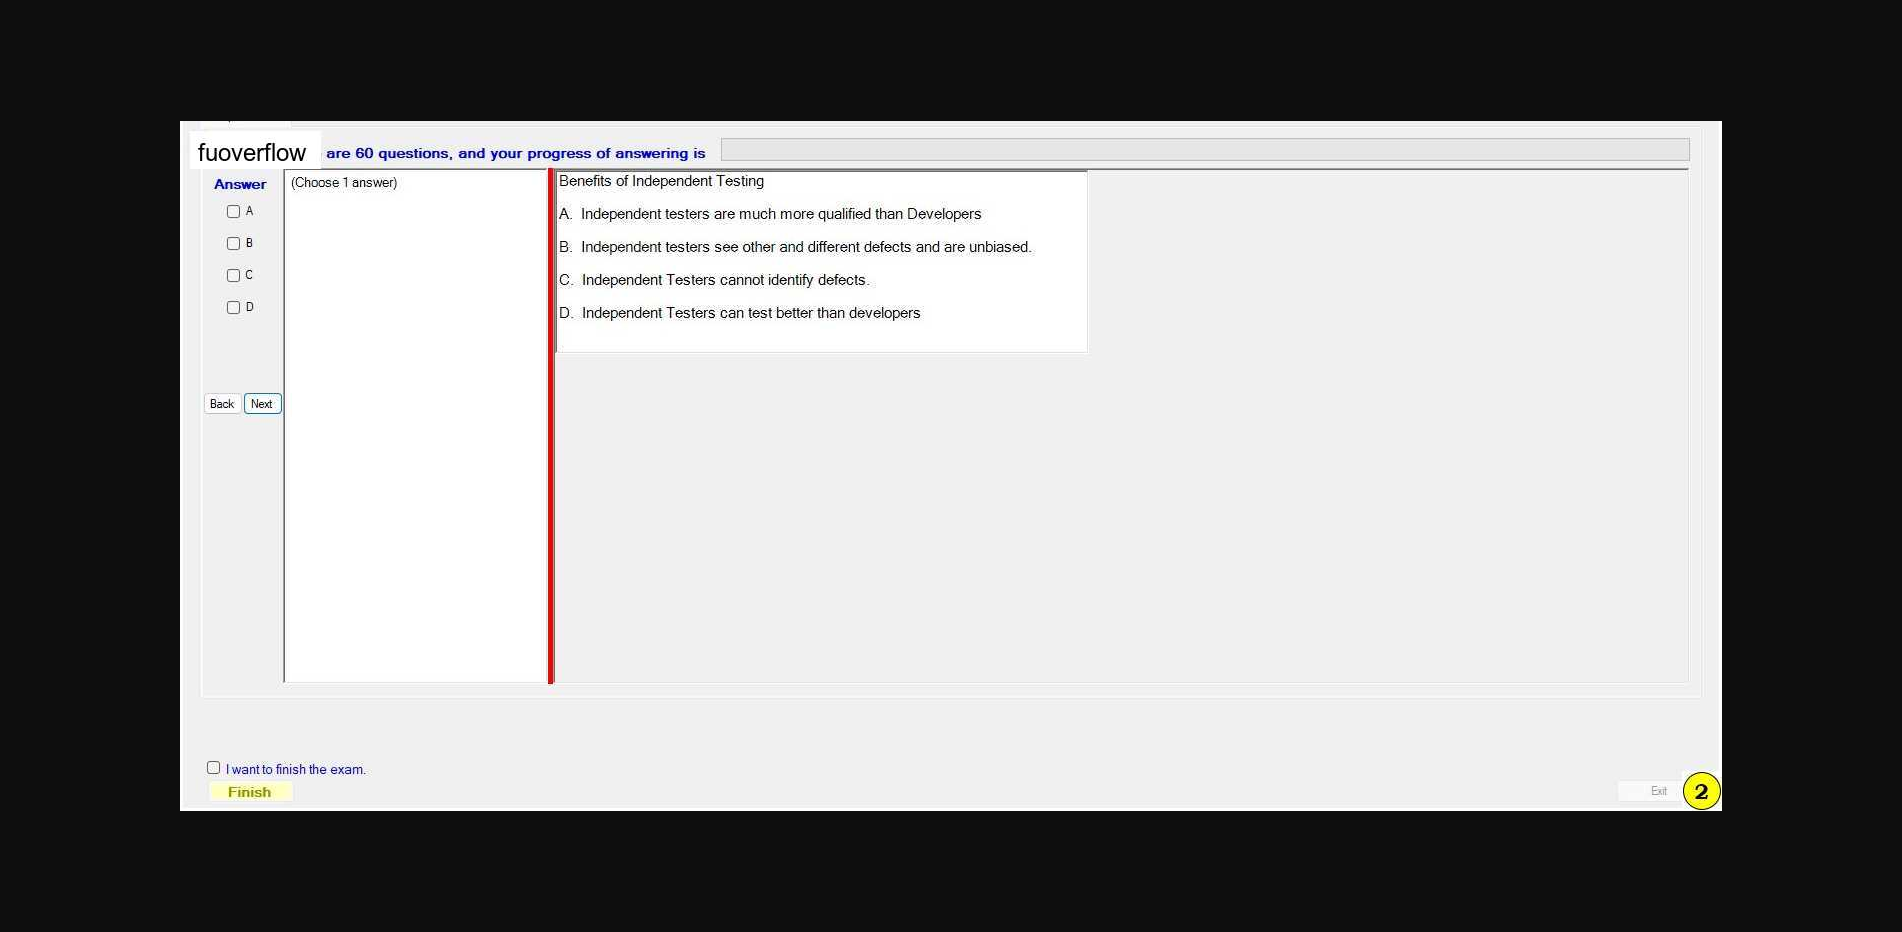 fuoverflow are 60 questions, and your progress of answering is
Answer
A
B
C
D
Back Next
(Choose 1 answer)
Benefits of Independent Testing
A. Independent testers are much more qualified than Developers
B. Independent testers see other and different defects and are unbiased.
C. Independent Testers cannot identify defects.
D. Independent Testers can test better than developers
I want to finish the exam.
Finish
Exit
2